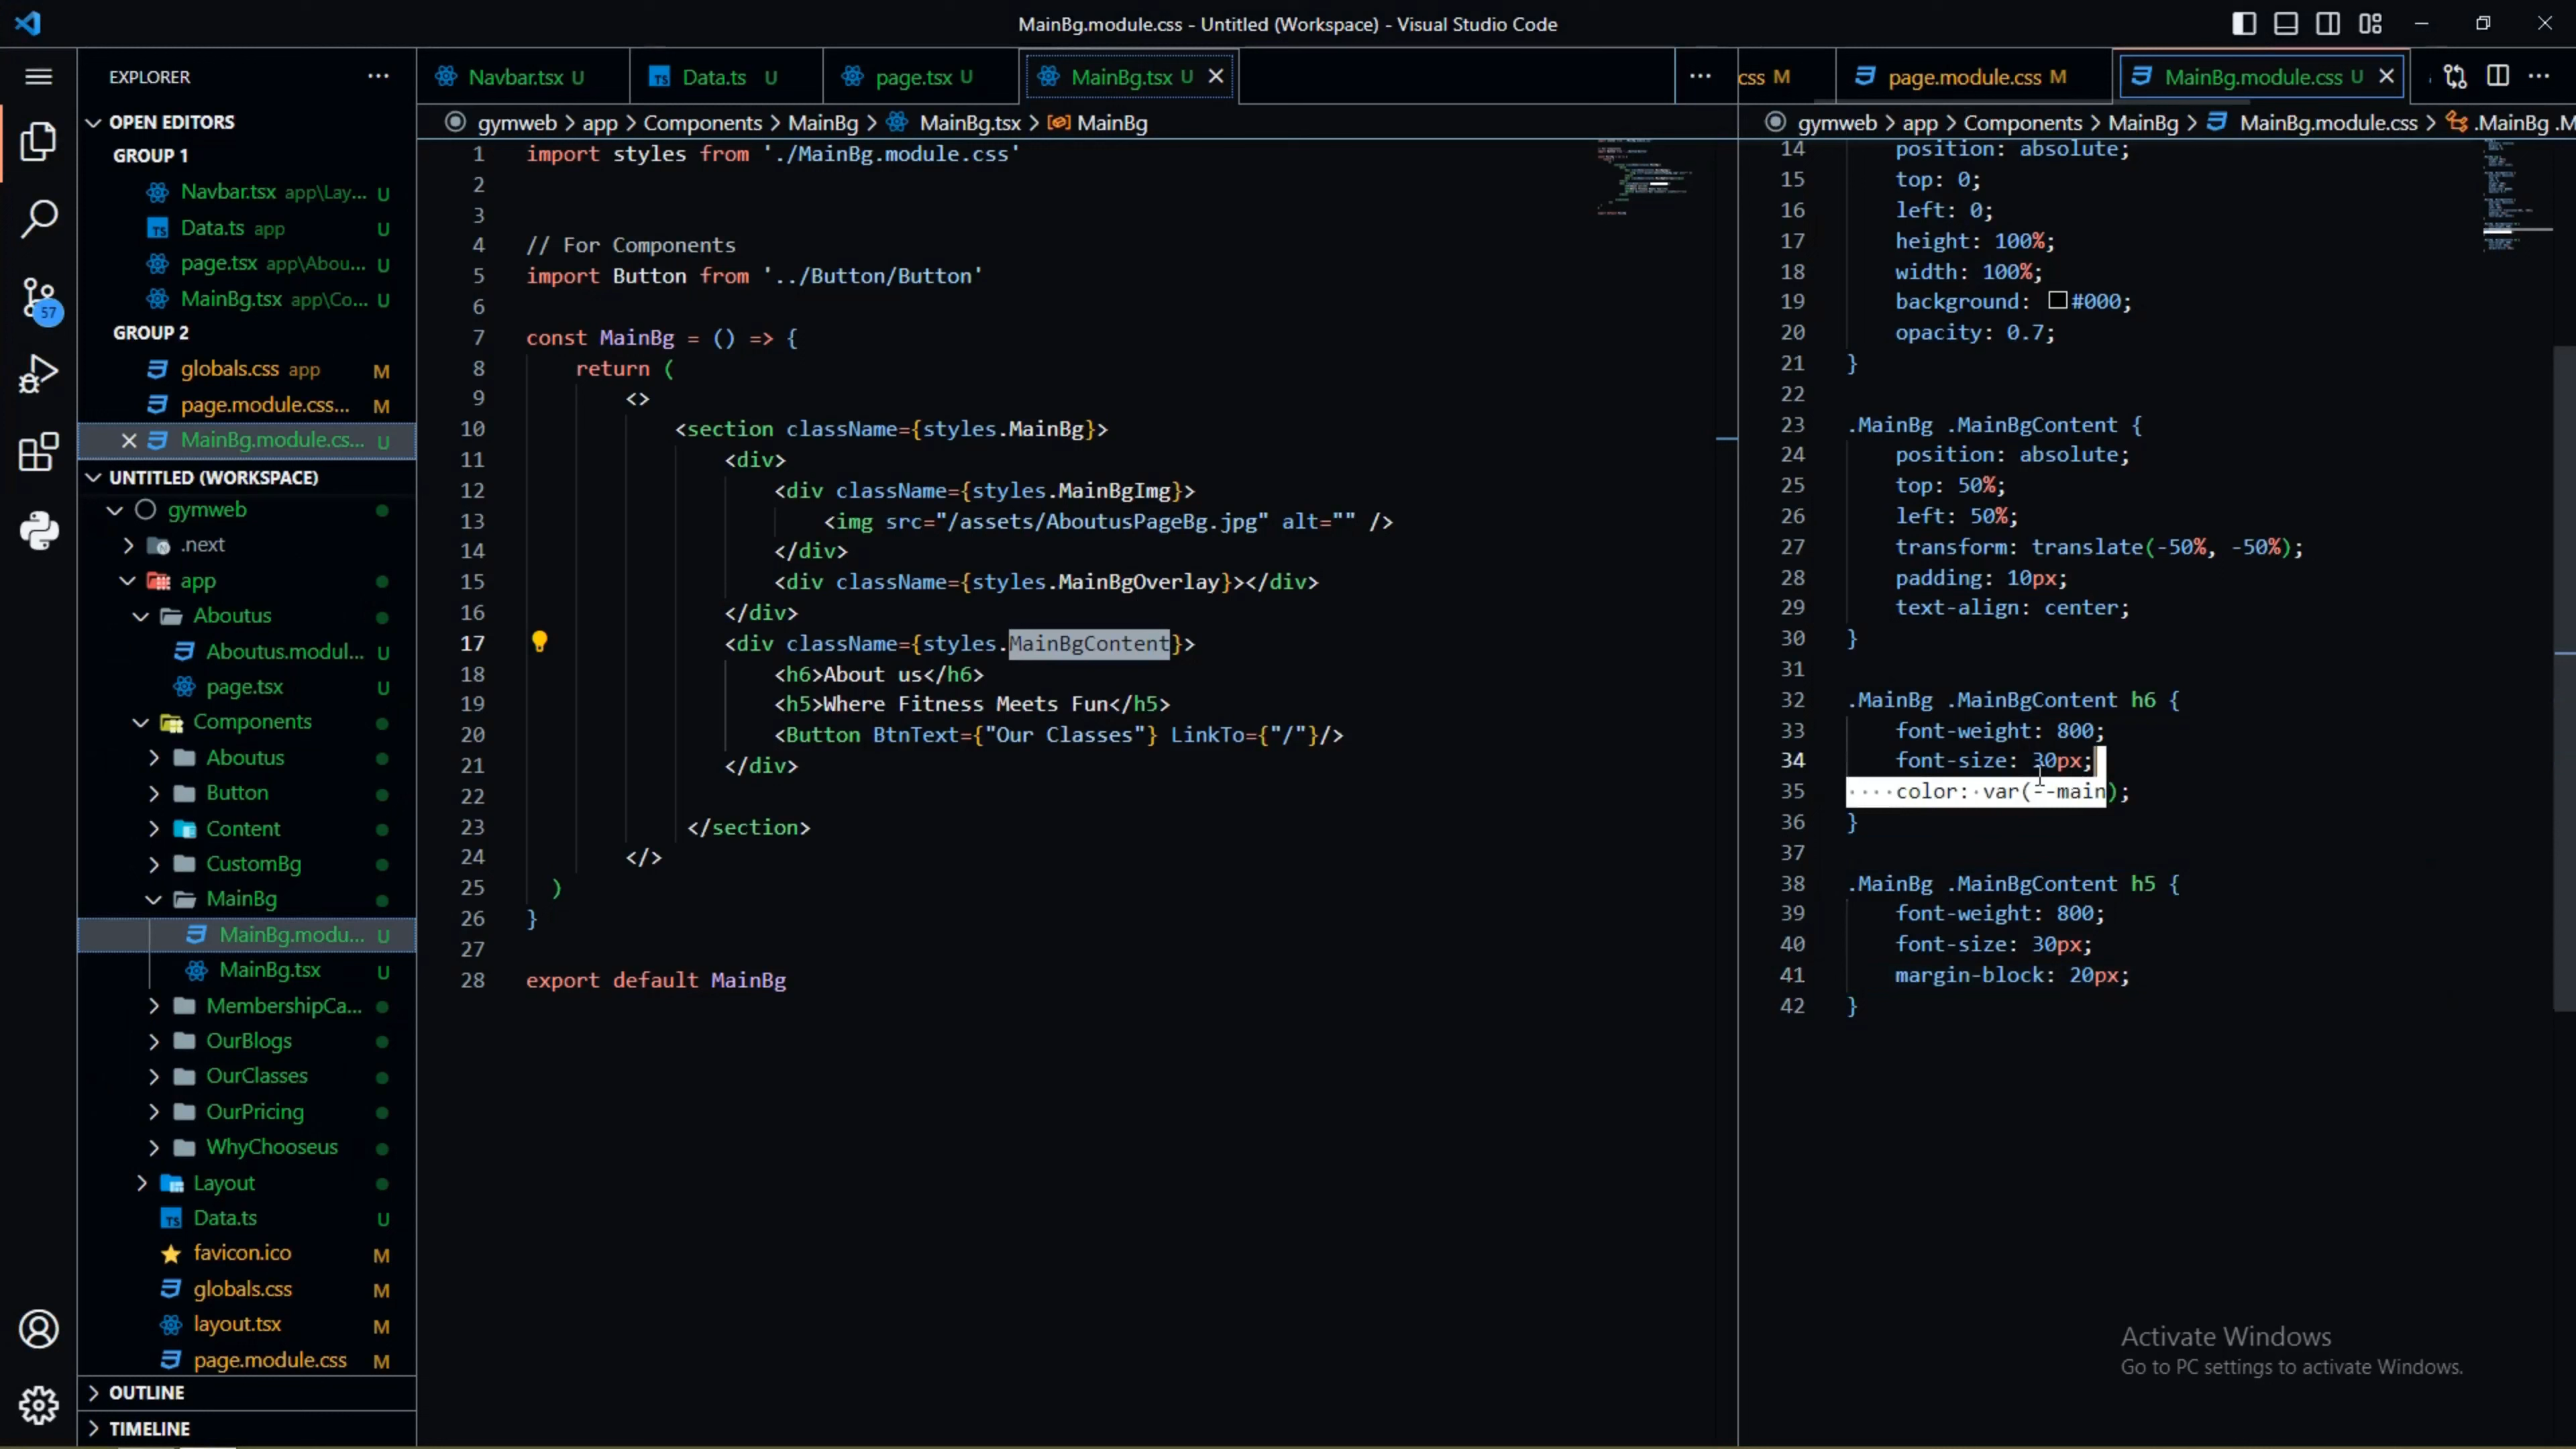 MainBg.module.css - Untitled (Workspace) - Visual Studio Code
EXPLORER
OPEN EDITORS
GROUP 1
Navbar.tsx app\Lay... U
Data.ts app U
page.tsx app\Abou... U
MainBg.tsx app\Co... U
GROUP 2
globals.css app M
page.module.css... M
MainBg.module.cs... U
UNTITLED (WORKSPACE)
gymweb
.next
app
Aboutus
Aboutus.modul... U
page.tsx U
Components
Aboutus
Button
Content
CustomBg
MainBg
MainBg.modu... U
MainBg.tsx U
MembershipCa...
OurBlogs
OurClasses
OurPricing
WhyChooseus
Layout
Data.ts U
favicon.ico M
globals.css M
layout.tsx M
page.module.css M
OUTLINE
TIMELINE
57
Navbar.tsx U
Data.ts U
page.tsx U
MainBg.tsx U
gymweb > app > Components > MainBg > MainBg.tsx > MainBg
1 import styles from './MainBg.module.css'
2
3
4 // For Components
5 import Button from '../Button/Button'
6
7 const MainBg = () => {
8 return (
9 <>
10 <section className={styles.MainBg}>
11 <div>
12 <div className={styles.MainBgImg}>
13 <img src="/assets/AboutusPageBg.jpg" alt="" />
14 </div>
15 <div className={styles.MainBgOverlay}></div>
16 </div>
17 <div className={styles.MainBgContent}>
18 <h6>About us</h6>
19 <h5>Where Fitness Meets Fun</h5>
20 <Button BtnText={"Our Classes"} LinkTo={"/"}/>
21 </div>
22
23 </section>
24 </>
25 )
26 }
27
28 export default MainBg
css M
page.module.css M
MainBg.module.css U
gymweb > app > Components > MainBg > MainBg.module.css > .MainBg .M
14 position: absolute;
15 top: 0;
16 left: 0;
17 height: 100%;
18 width: 100%;
19 background: #000;
20 opacity: 0.7;
21 }
22
23 .MainBg .MainBgContent {
24 position: absolute;
25 top: 50%;
26 left: 50%;
27 transform: translate(-50%, -50%);
28 padding: 10px;
29 text-align: center;
30 }
31
32 .MainBg .MainBgContent h6 {
33 font-weight: 800;
34 font-size: 30px;
35 color: var(--main);
36 }
37
38 .MainBg .MainBgContent h5 {
39 font-weight: 800;
40 font-size: 30px;
41 margin-block: 20px;
42 }
Activate Windows
Go to PC settings to activate Windows.